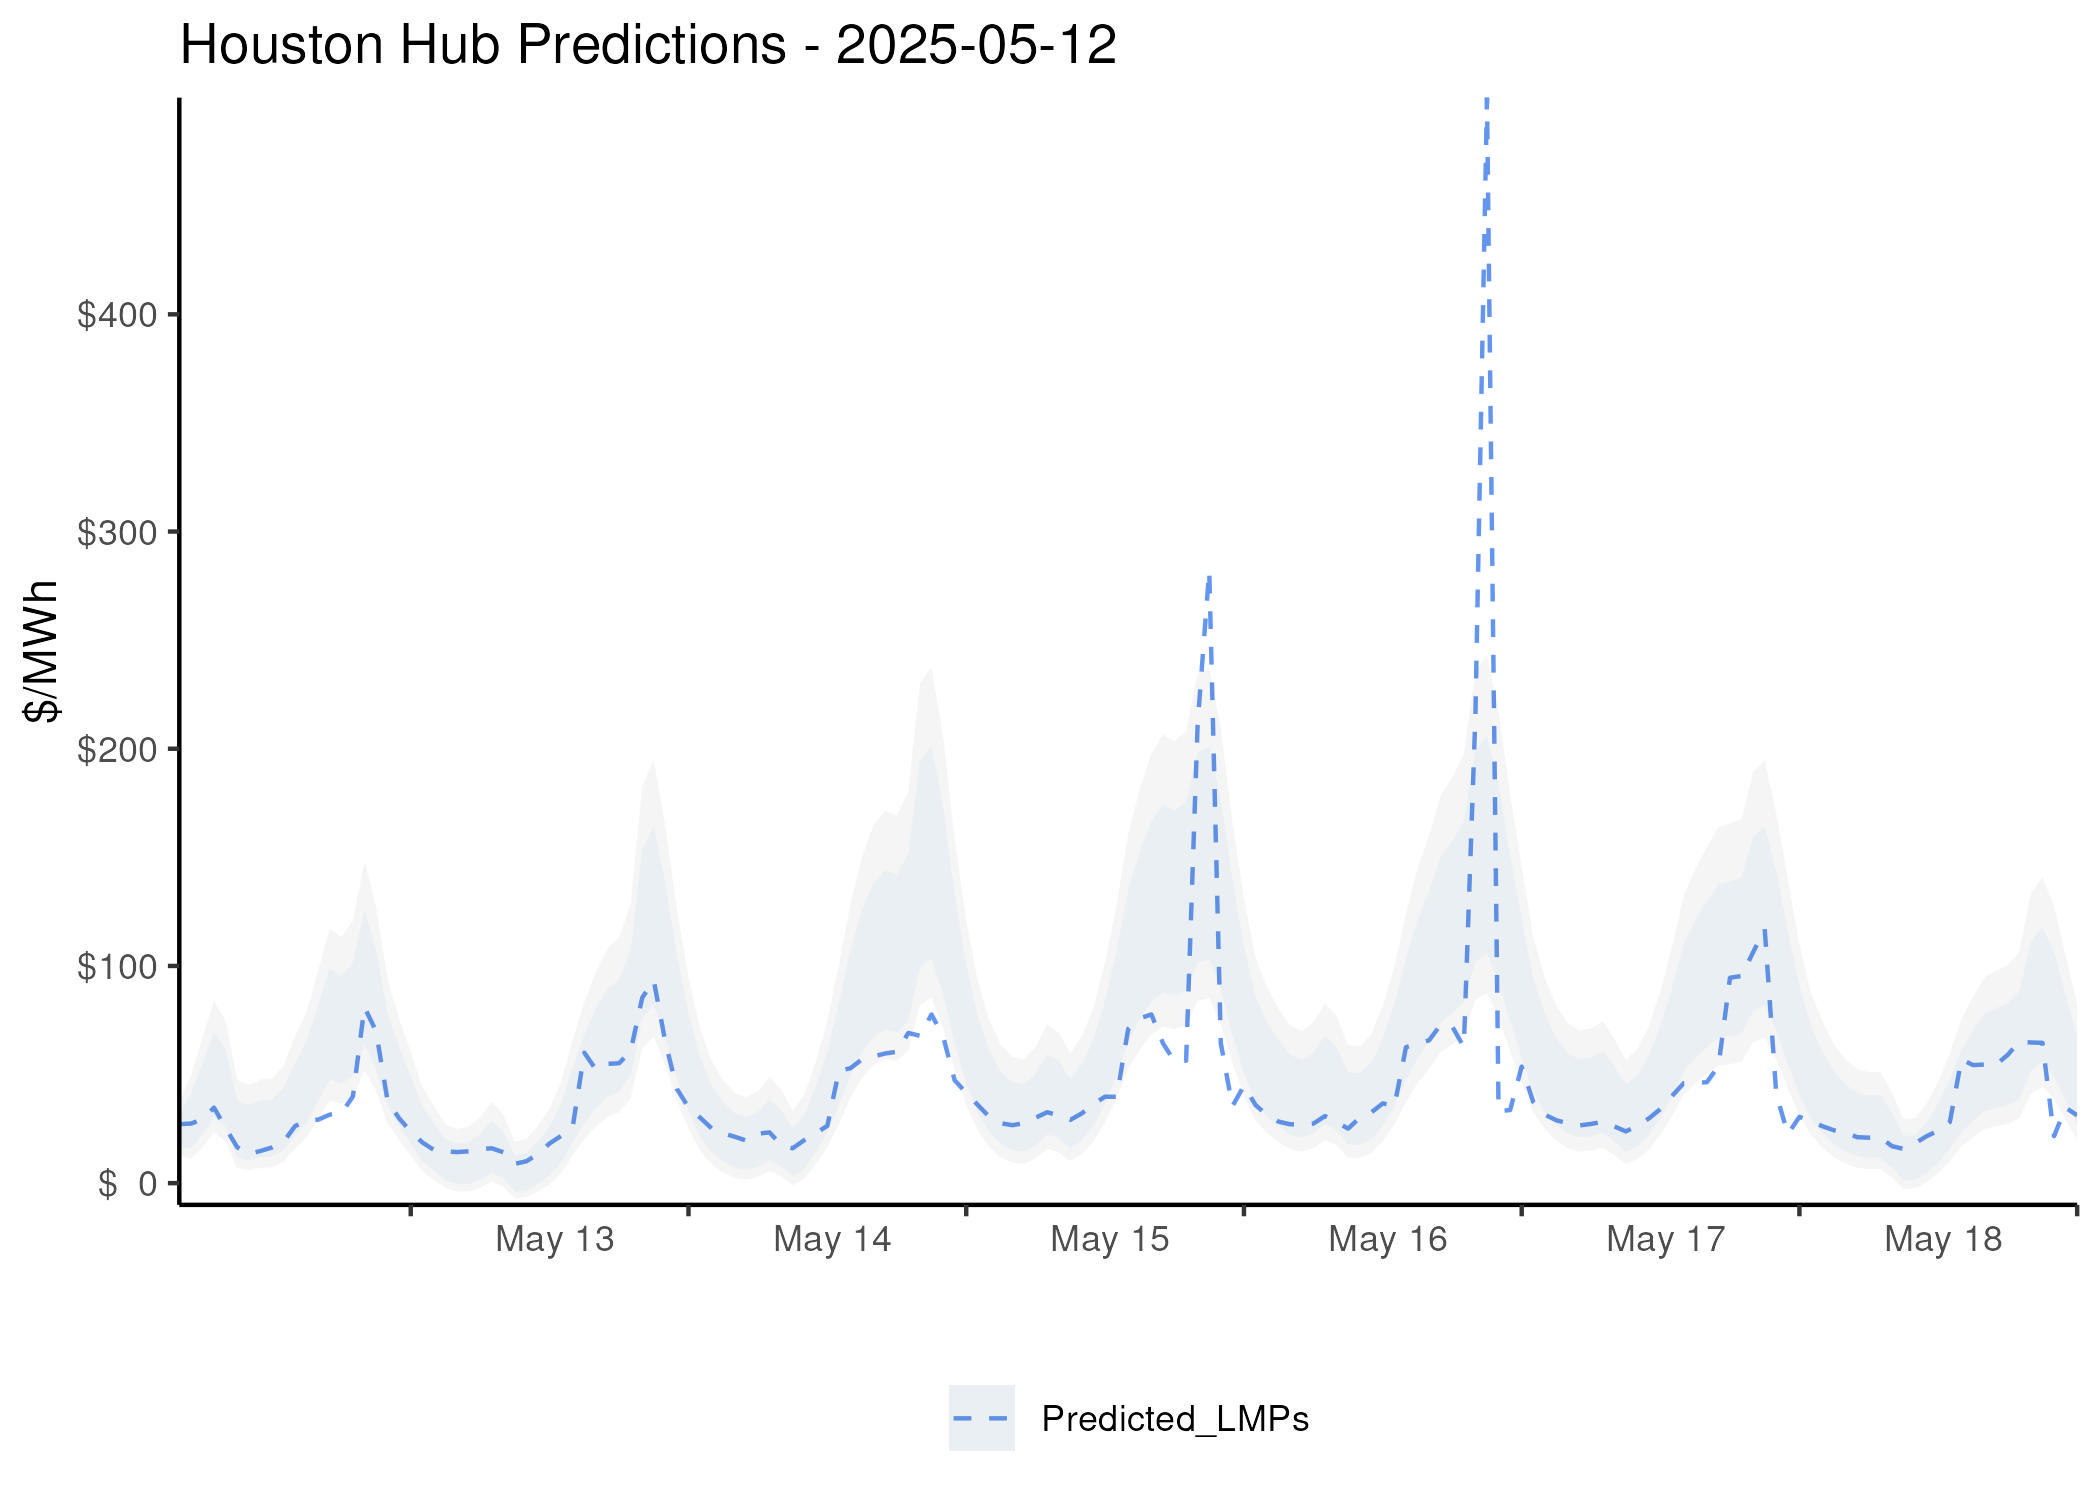 Houston Hub Predictions - 2025-05-12
$/MWh
$400
$300
$200
$100
$  0
May 13
May 14
May 15
May 16
May 17
May 18
Predicted_LMPs